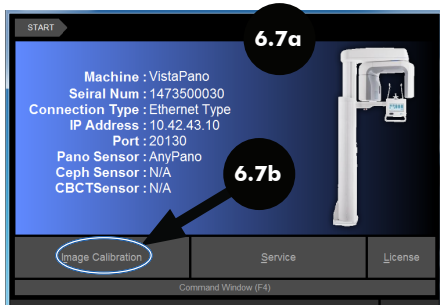 START
6.7a
Machine : VistaPano
Seiral Num : 1473500030
Connection Type : Ethernet Type
IP Address : 10.42.43.10
Port : 20130
Pano Sensor : AnyPano
Ceph Sensor : N/A
CBCTSensor : N/A
6.7b
Image Calibration
Service
License
Command Window (F4)